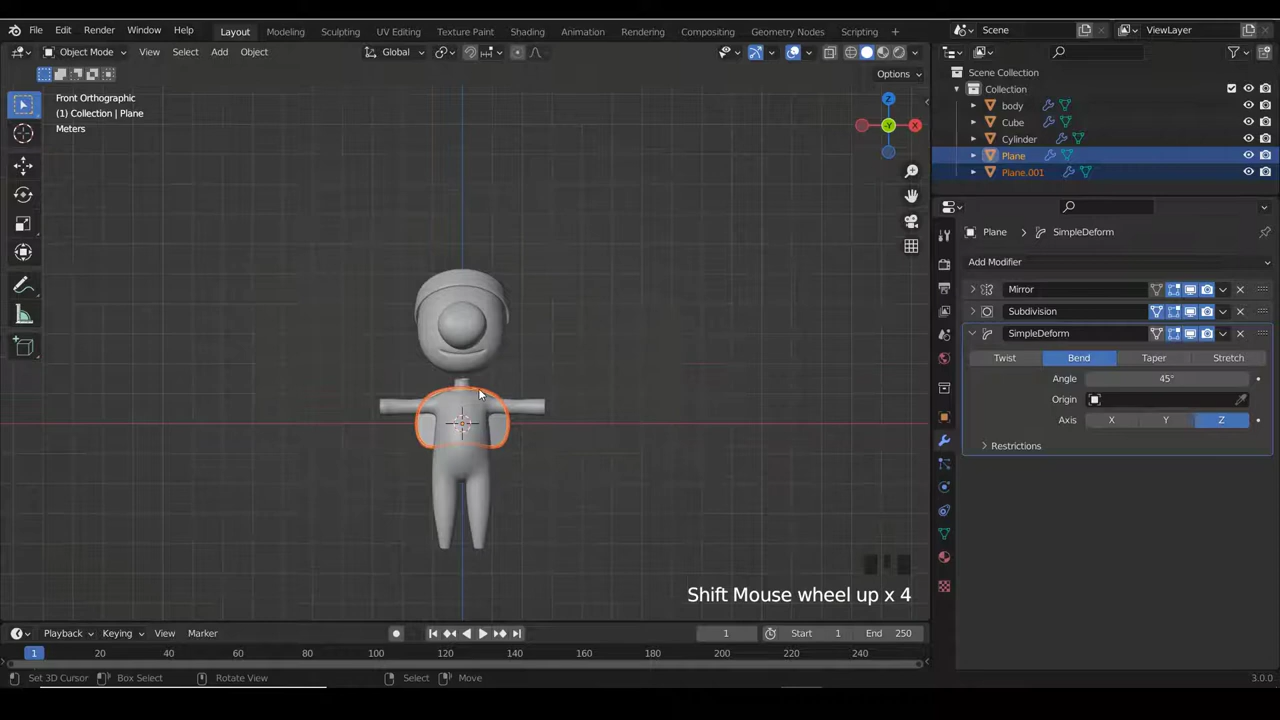 File Edit Render Window Help Layout Modeling Sculpting UV Editing Texture Paint Shading Animation Rendering Compositing Geometry Nodes Scripting Scene ViewLayer
Object Mode View Select Add Object Global
Options
Front Orthographic
(1) Collection | Plane
Meters
Z
X
-Y
Scene Collection
Collection
body
Cube
Cylinder
Plane
Plane.001
Plane SimpleDeform
Add Modifier
Mirror
Subdivision
SimpleDeform
Twist Bend Taper Stretch
Angle 45°
Origin
Axis X Y Z
Restrictions
Shift Mouse wheel up x 4
Playback Keying View Marker 1 Start 1 End 250
1 20 40 60 80 100 120 140 160 180 200 220 240
Set 3D Cursor Box Select Rotate View Select Move 3.0.0